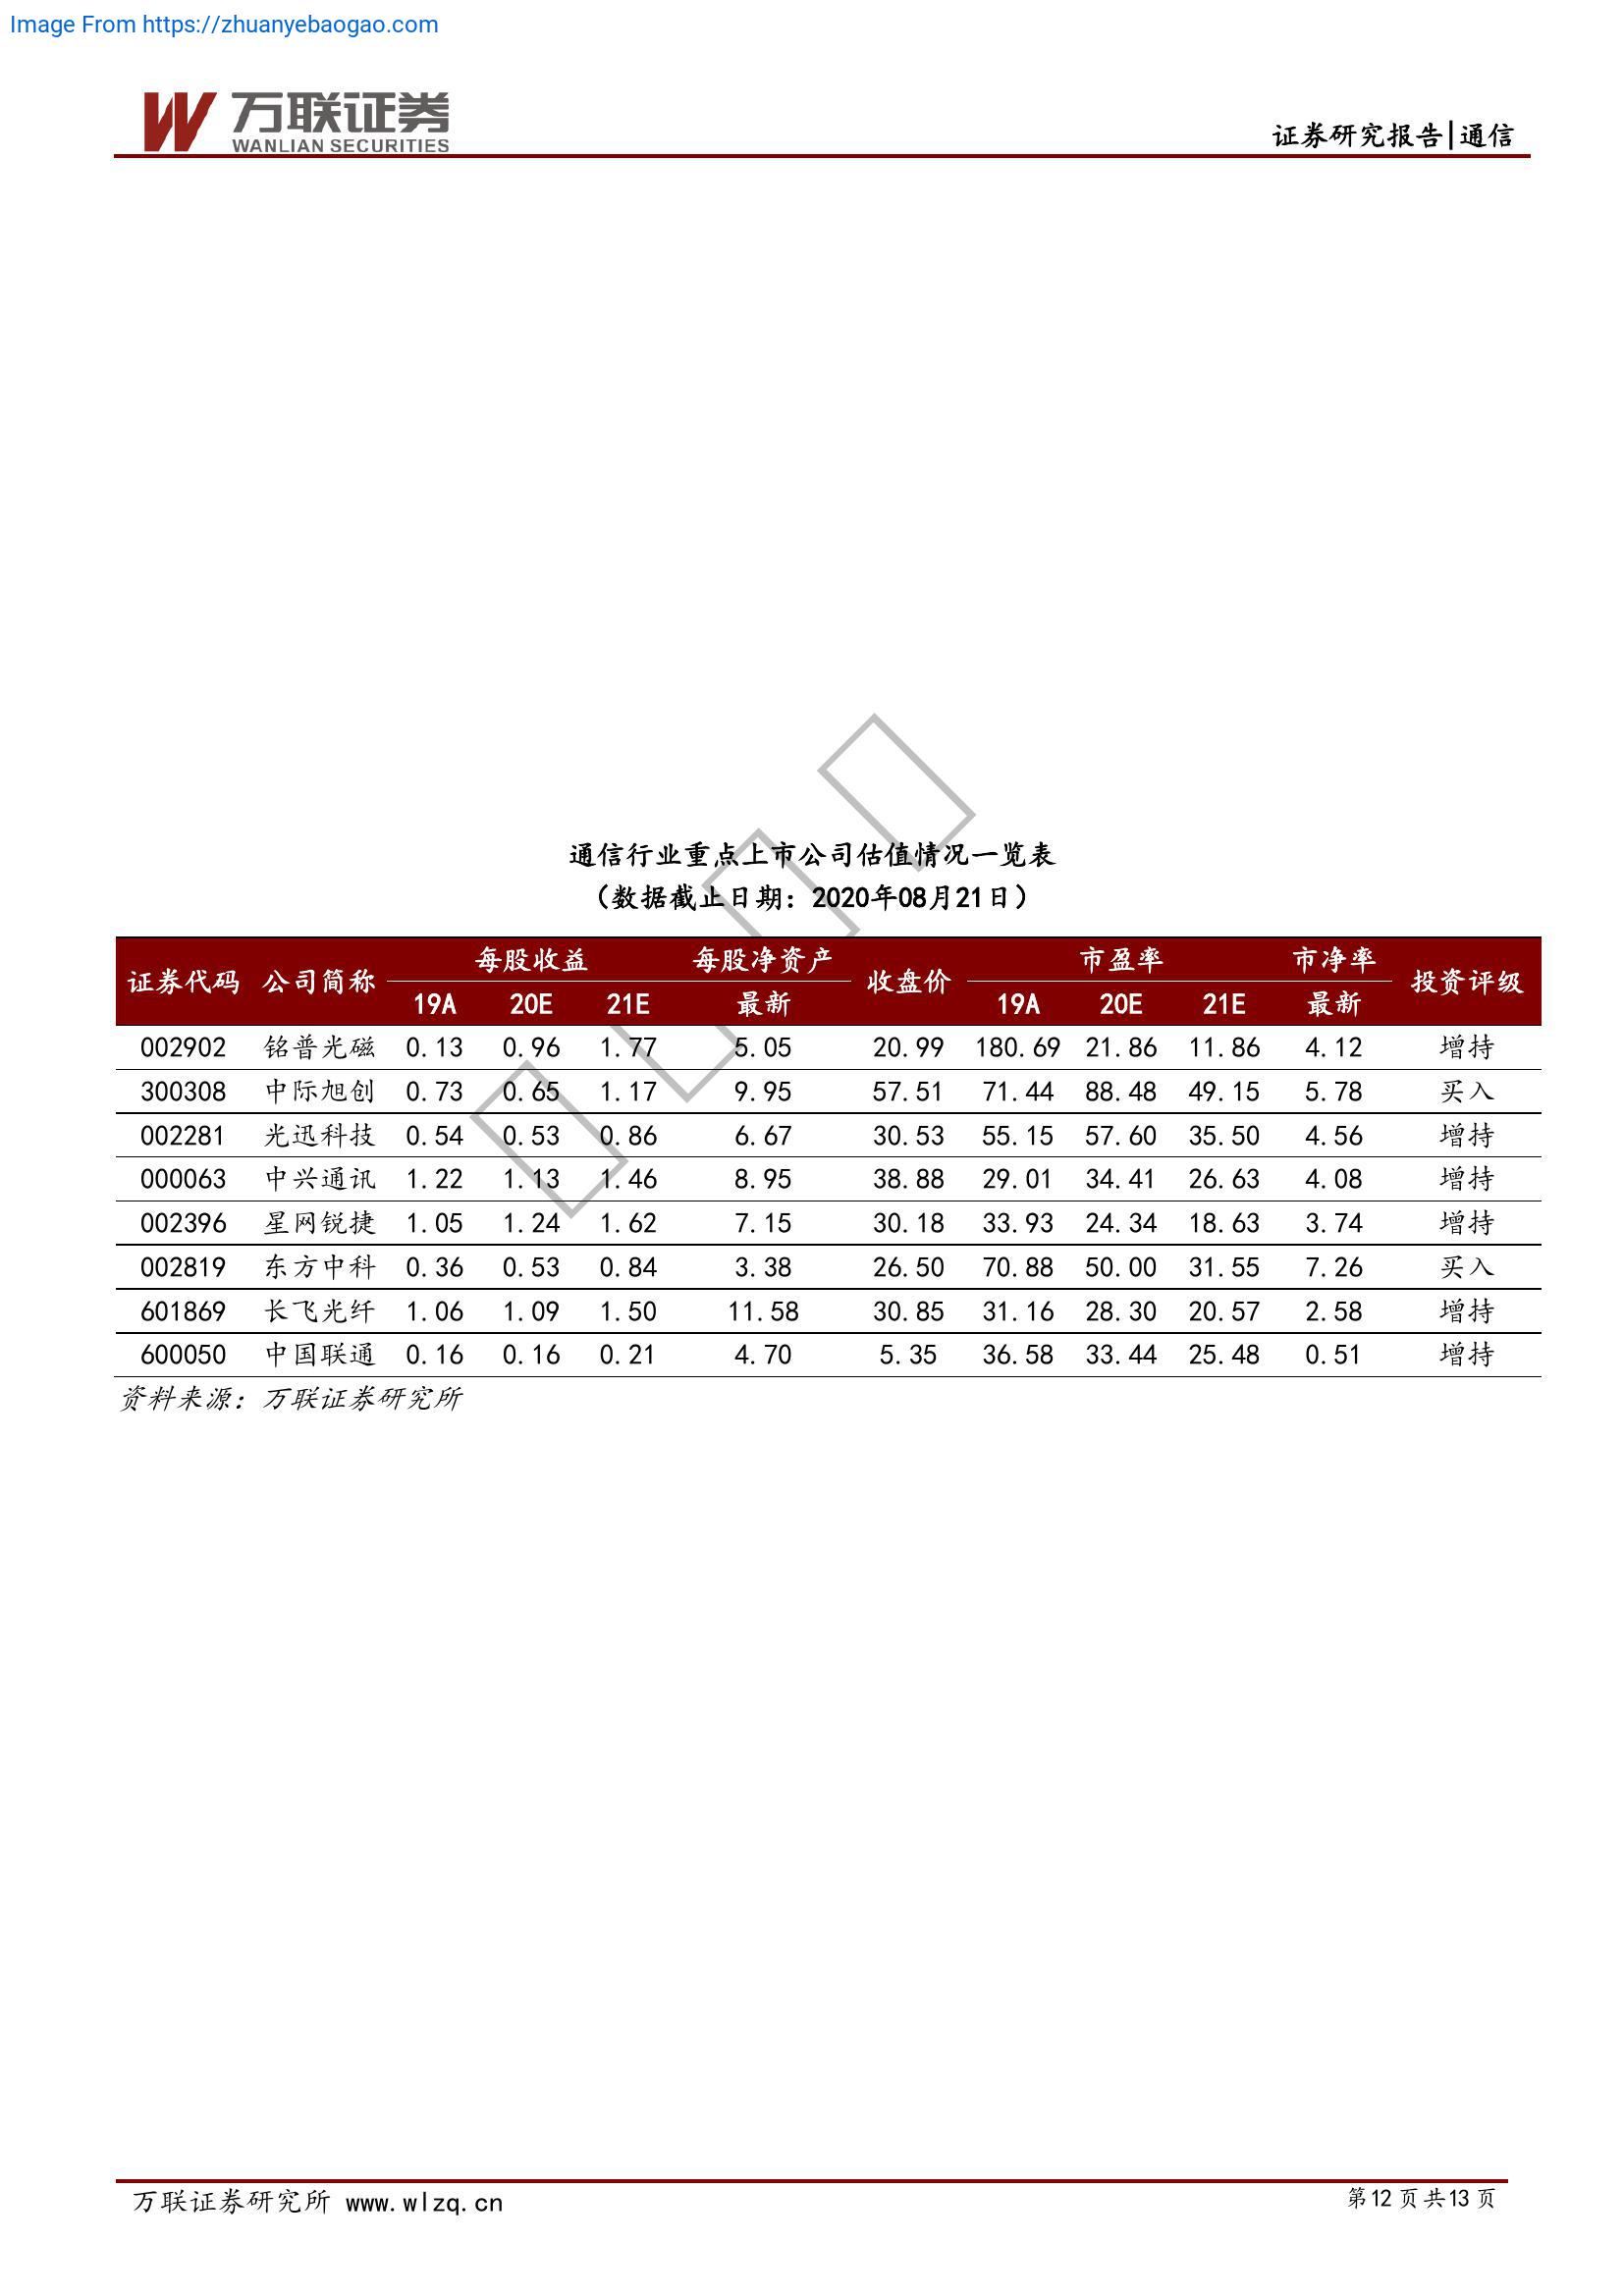 Image From https://zhuanyebaogao.com
万联证券
WANLIAN SECURITIES
证券研究报告|通信
通信行业重点上市公司估值情况一览表
（数据截止日期：2020年08月21日）
证券代码 公司简称 每股收益 每股净资产 收盘价 市盈率 市净率 投资评级
19A 20E 21E 最新 19A 20E 21E 最新
002902 铭普光磁 0.13 0.96 1.77 5.05 20.99 180.69 21.86 11.86 4.12 增持
300308 中际旭创 0.73 0.65 1.17 9.95 57.51 71.44 88.48 49.15 5.78 买入
002281 光迅科技 0.54 0.53 0.86 6.67 30.53 55.15 57.60 35.50 4.56 增持
000063 中兴通讯 1.22 1.13 1.46 8.95 38.88 29.01 34.41 26.63 4.08 增持
002396 星网锐捷 1.05 1.24 1.62 7.15 30.18 33.93 24.34 18.63 3.74 增持
002819 东方中科 0.36 0.53 0.84 3.38 26.50 70.88 50.00 31.55 7.26 买入
601869 长飞光纤 1.06 1.09 1.50 11.58 30.85 31.16 28.30 20.57 2.58 增持
600050 中国联通 0.16 0.16 0.21 4.70 5.35 36.58 33.44 25.48 0.51 增持
资料来源：万联证券研究所
万联证券研究所 www.wlzq.cn
第12页共13页